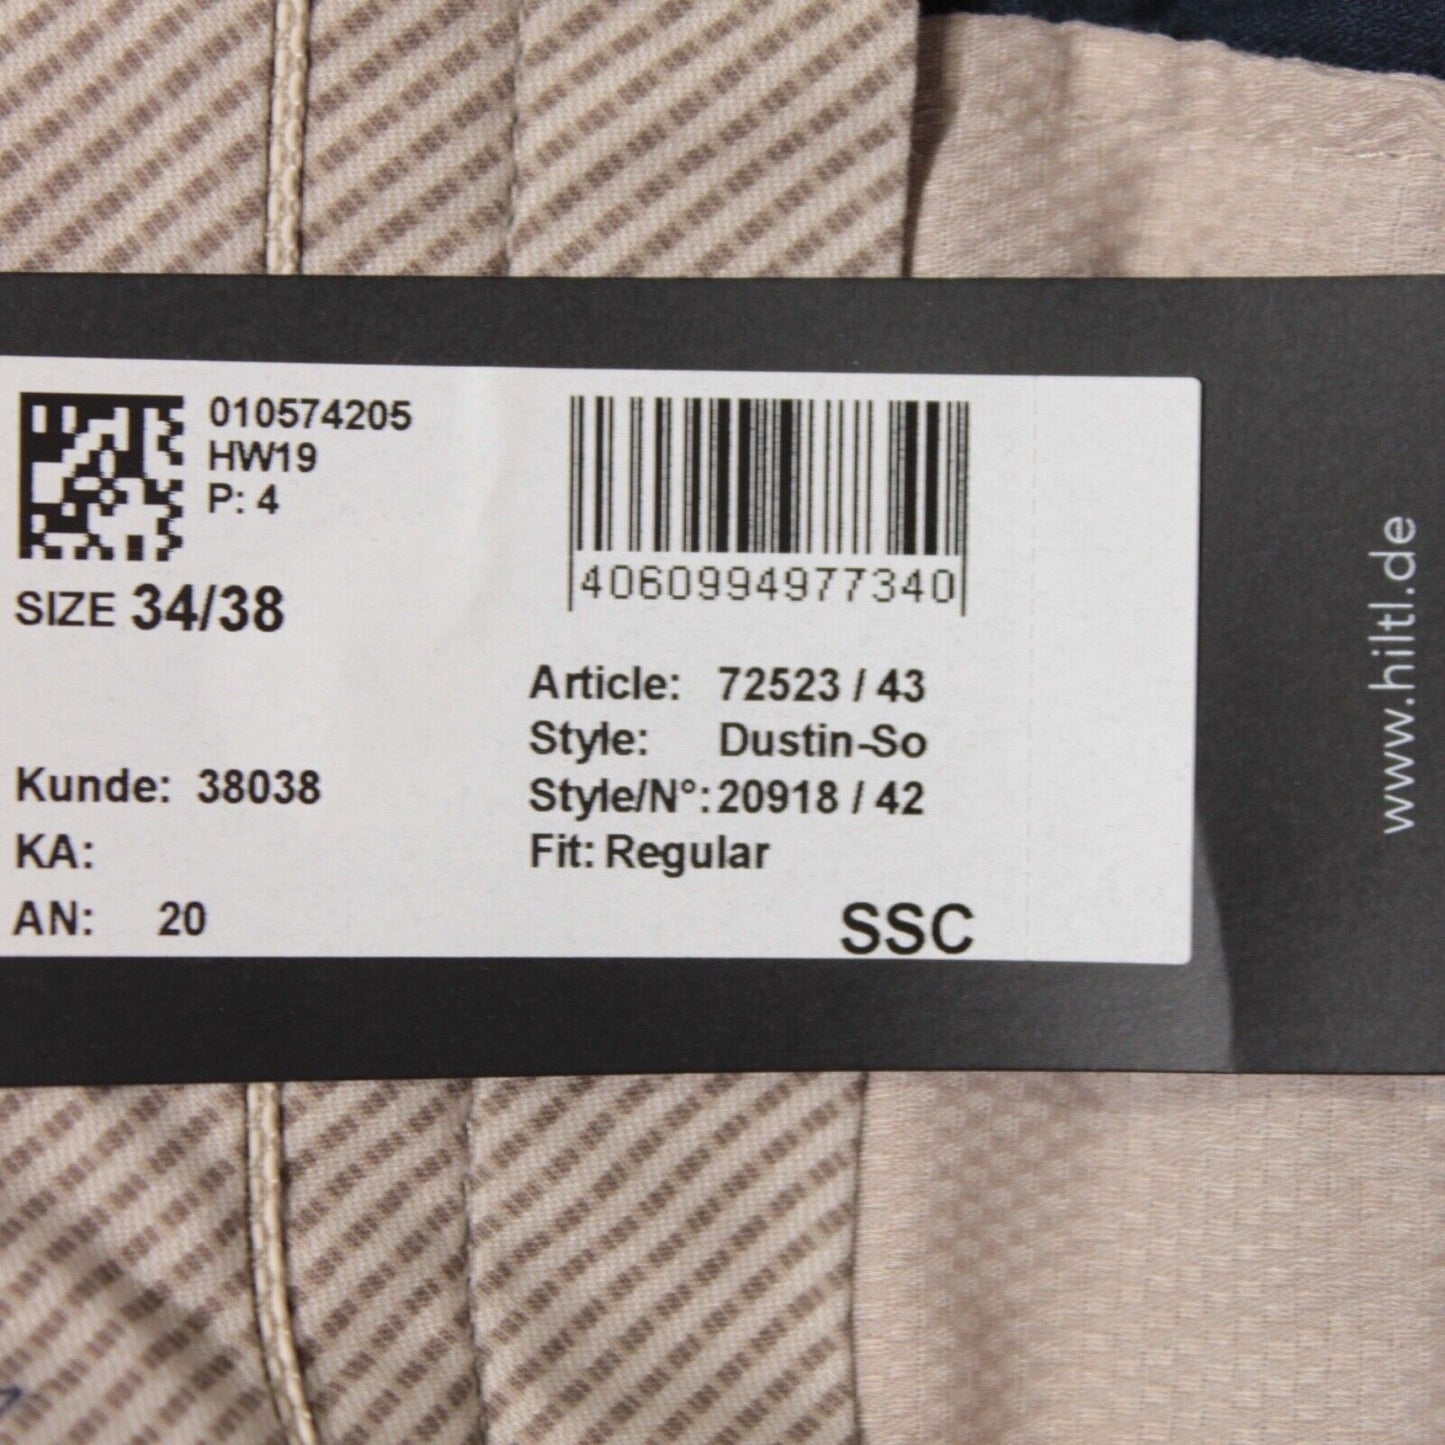 010574205
HW19
P: 4
SIZE 34/38
Kunde: 38038
KA:
AN: 20
4060994977340
Article: 72523 / 43
Style: Dustin-So
Style/N°: 20918 / 42
Fit: Regular
SSC
www.hiltl.de